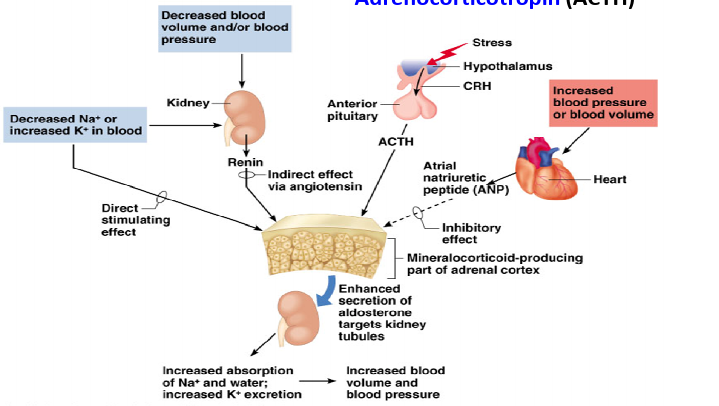 Adrenocorticotropin (ACTH)
Decreased blood
volume and/or blood
pressure
Stress
Hypothalamus
CRH
Kidney
Anterior
pituitary
Increased
blood pressure
or blood volume
Decreased Na⁺ or
increased K⁺ in blood
ACTH
Renin
Indirect effect
via angiotensin
Atrial
natriuretic
peptide (ANP)
Heart
Direct
stimulating
effect
Inhibitory
effect
Mineralocorticoid-producing
part of adrenal cortex
Enhanced
secretion of
aldosterone
targets kidney
tubules
Increased absorption
of Na⁺ and water;
increased K⁺ excretion
Increased blood
volume and
blood pressure